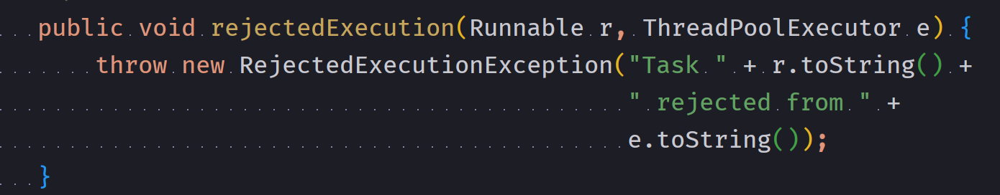 public void rejectedExecution(Runnable r, ThreadPoolExecutor e) {
throw new RejectedExecutionException("Task " + r.toString() +
" rejected from " +
e.toString());
}